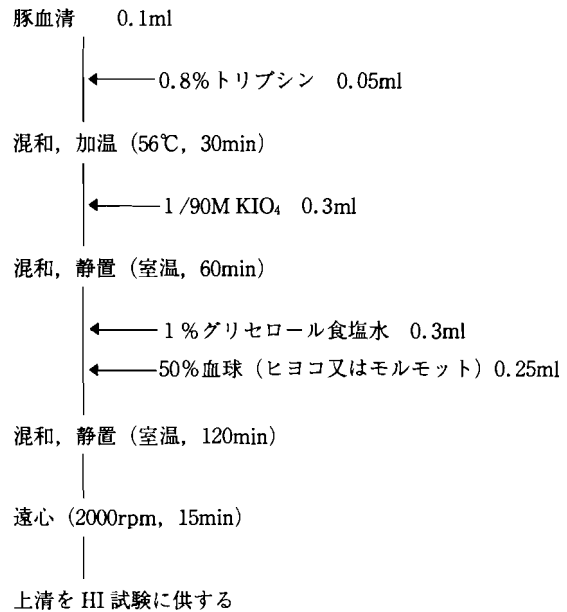 豚血清 0.1ml
0.8%トリプシン 0.05ml
混和, 加温 (56℃, 30min)
1/90M KIO₄ 0.3ml
混和, 静置 (室温, 60min)
1%グリセロール食塩水 0.3ml
50%血球 (ヒヨコ又はモルモット) 0.25ml
混和, 静置 (室温, 120min)
遠心 (2000rpm, 15min)
上清を HI 試験に供する